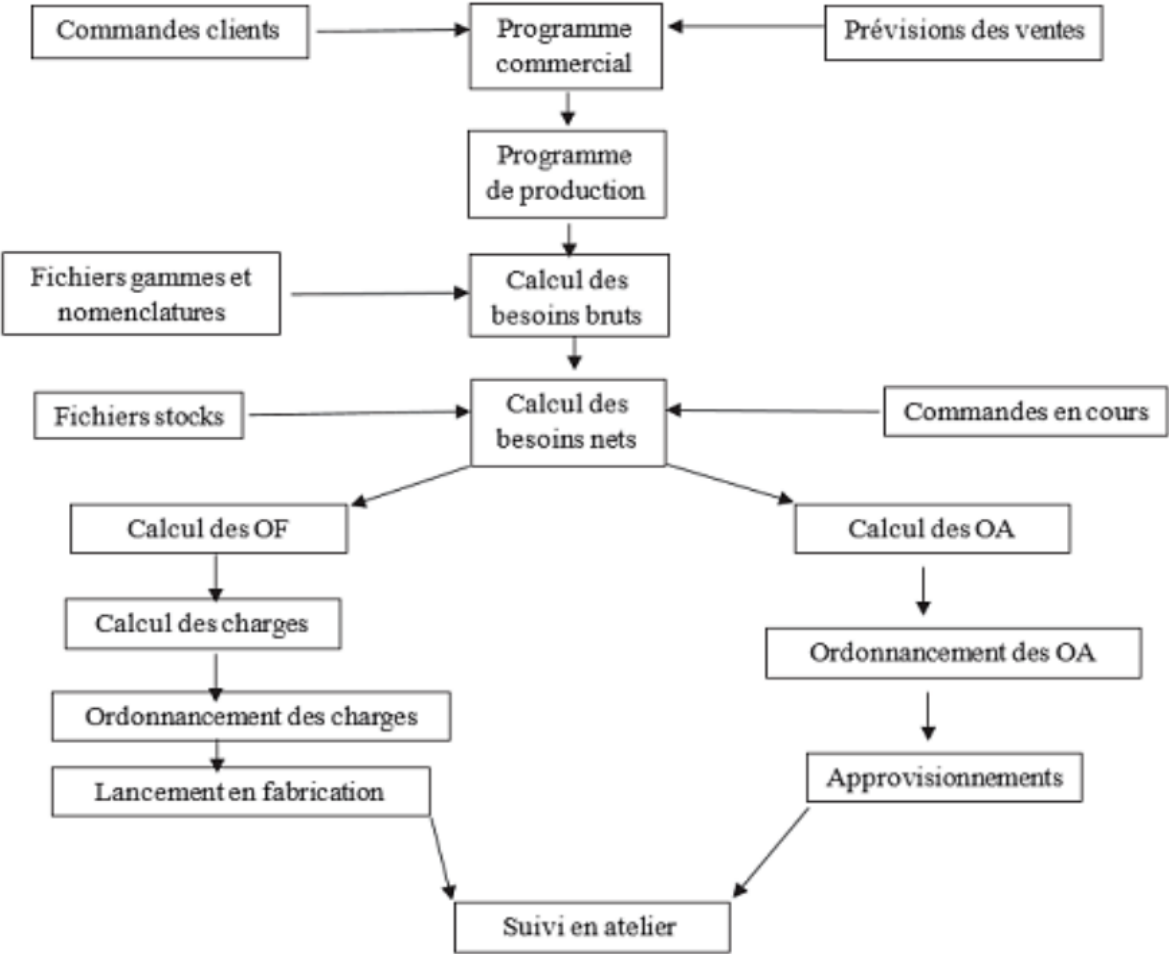 Commandes clients
Programme
commercial
Prévisions des ventes
Programme
de production
Fichiers gammes et
nomenclatures
Calcul des
besoins bruts
Fichiers stocks
Calcul des
besoins nets
Commandes en cours
Calcul des OF
Calcul des OA
Calcul des charges
Ordonnancement des OA
Ordonnancement des charges
Approvisionnements
Lancement en fabrication
Suivi en atelier